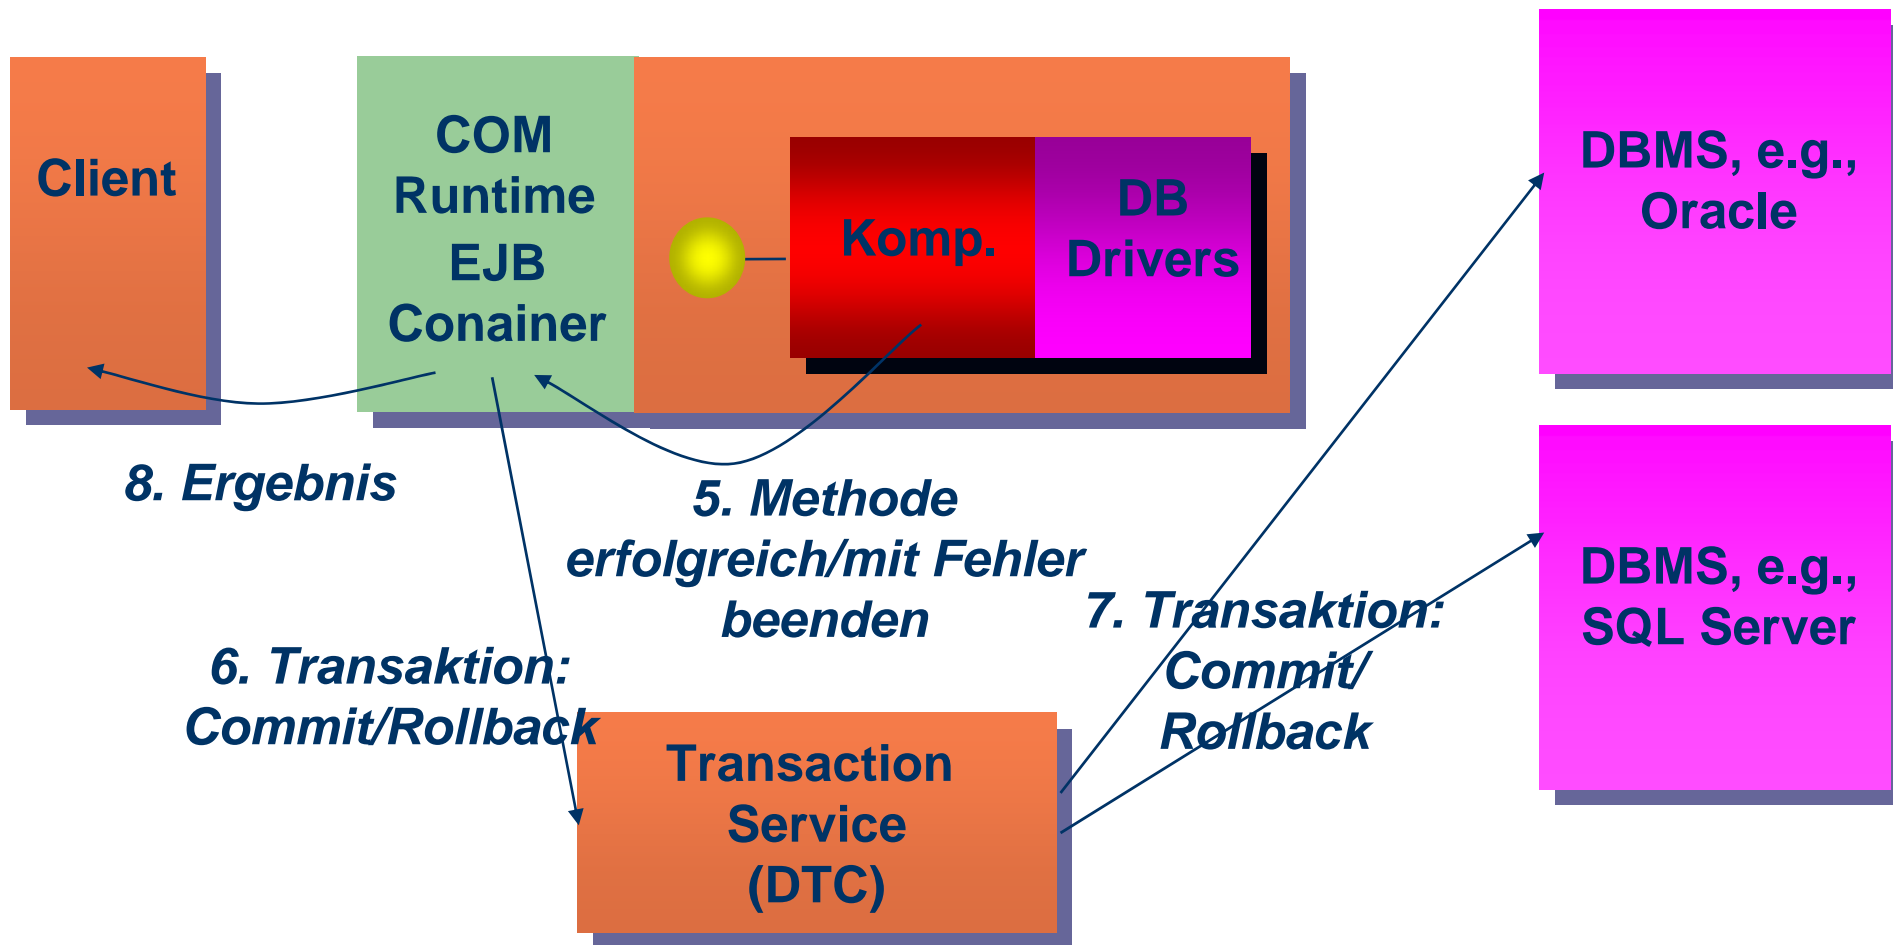 Client
COM
Runtime
EJB
Conainer
Komp.
DB
Drivers
DBMS, e.g.,
Oracle
8. Ergebnis
5. Methode
erfolgreich/mit Fehler
beenden
DBMS, e.g.,
SQL Server
6. Transaktion:
Commit/Rollback
7. Transaktion:
Commit/
Rollback
Transaction
Service
(DTC)